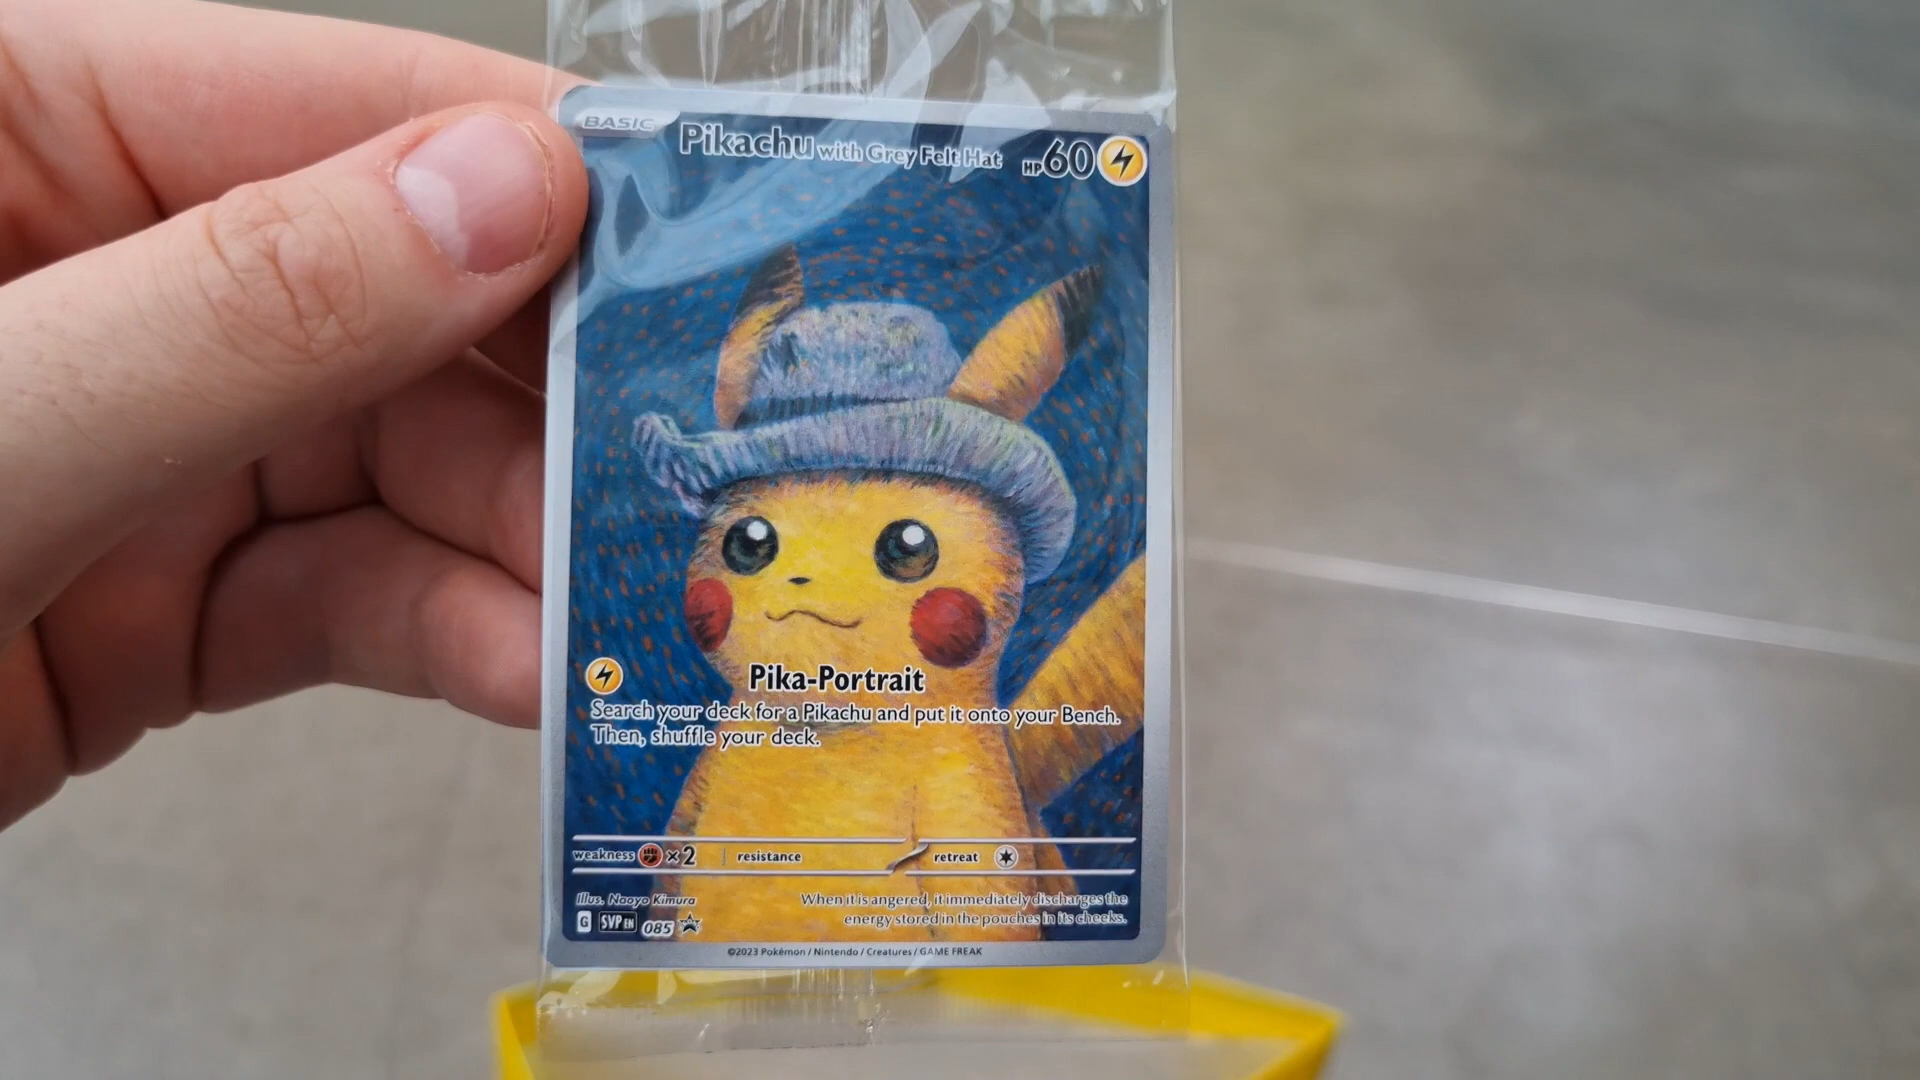 BASIC Pikachu with Grey Felt Hat HP 60
Pika-Portrait
Search your deck for a Pikachu and put it onto your Bench.
Then, shuffle your deck.
weakness ×2 resistance retreat
Illus. Naoyo Kimura
When it is angered, it immediately discharges the
energy stored in the pouches in its cheeks.
G SVP EN 085
©2023 Pokémon / Nintendo / Creatures / GAME FREAK